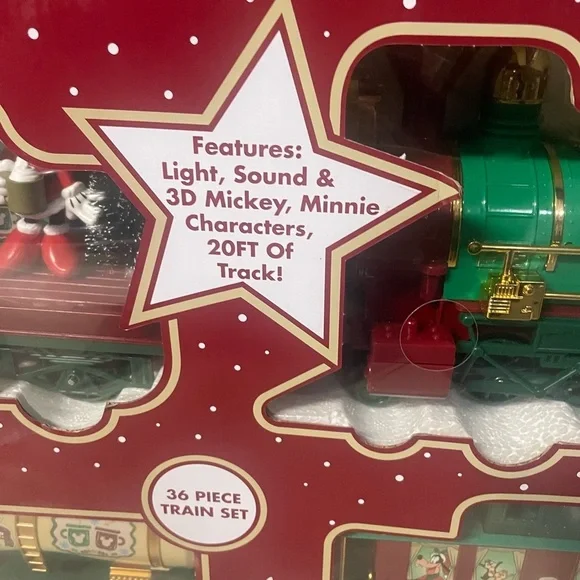 Features:
Light, Sound &
3D Mickey, Minnie
Characters,
20FT Of
Track!
36 PIECE
TRAIN SET